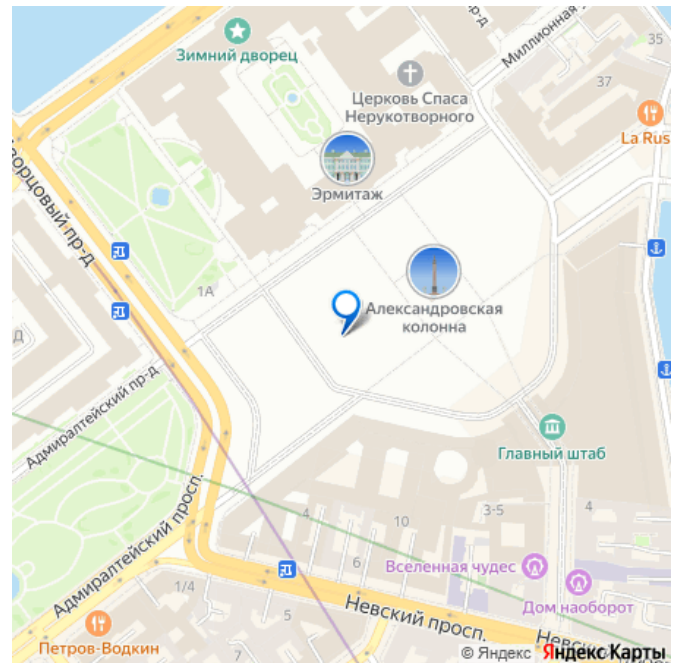 пр-д
Зимний дворец
Миллионная
35
37
Церковь Спаса
Нерукотворного
La Rus
Эрмитаж
ворцовый пр-д
1А
Александровская
колонна
Д
Адмиралтейский пр-д
Главный штаб
Адмиралтейский просп.
4
10
3-5
4
6
Вселенная чудес
1/4
5
Дом наоборот
Невский просп.
Петров-Водкин
© Яндекс Яндекс Карты